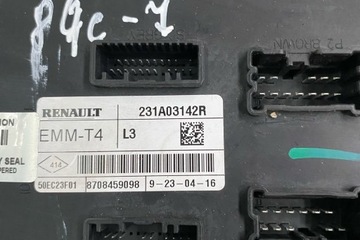 89c-1
GREY
P2 BROWN
RENAULT 231A03142R
EMM-T4 L3
414
50EC23F01 8708459098 9-23-04-16
ION
Y SEAL
PERED